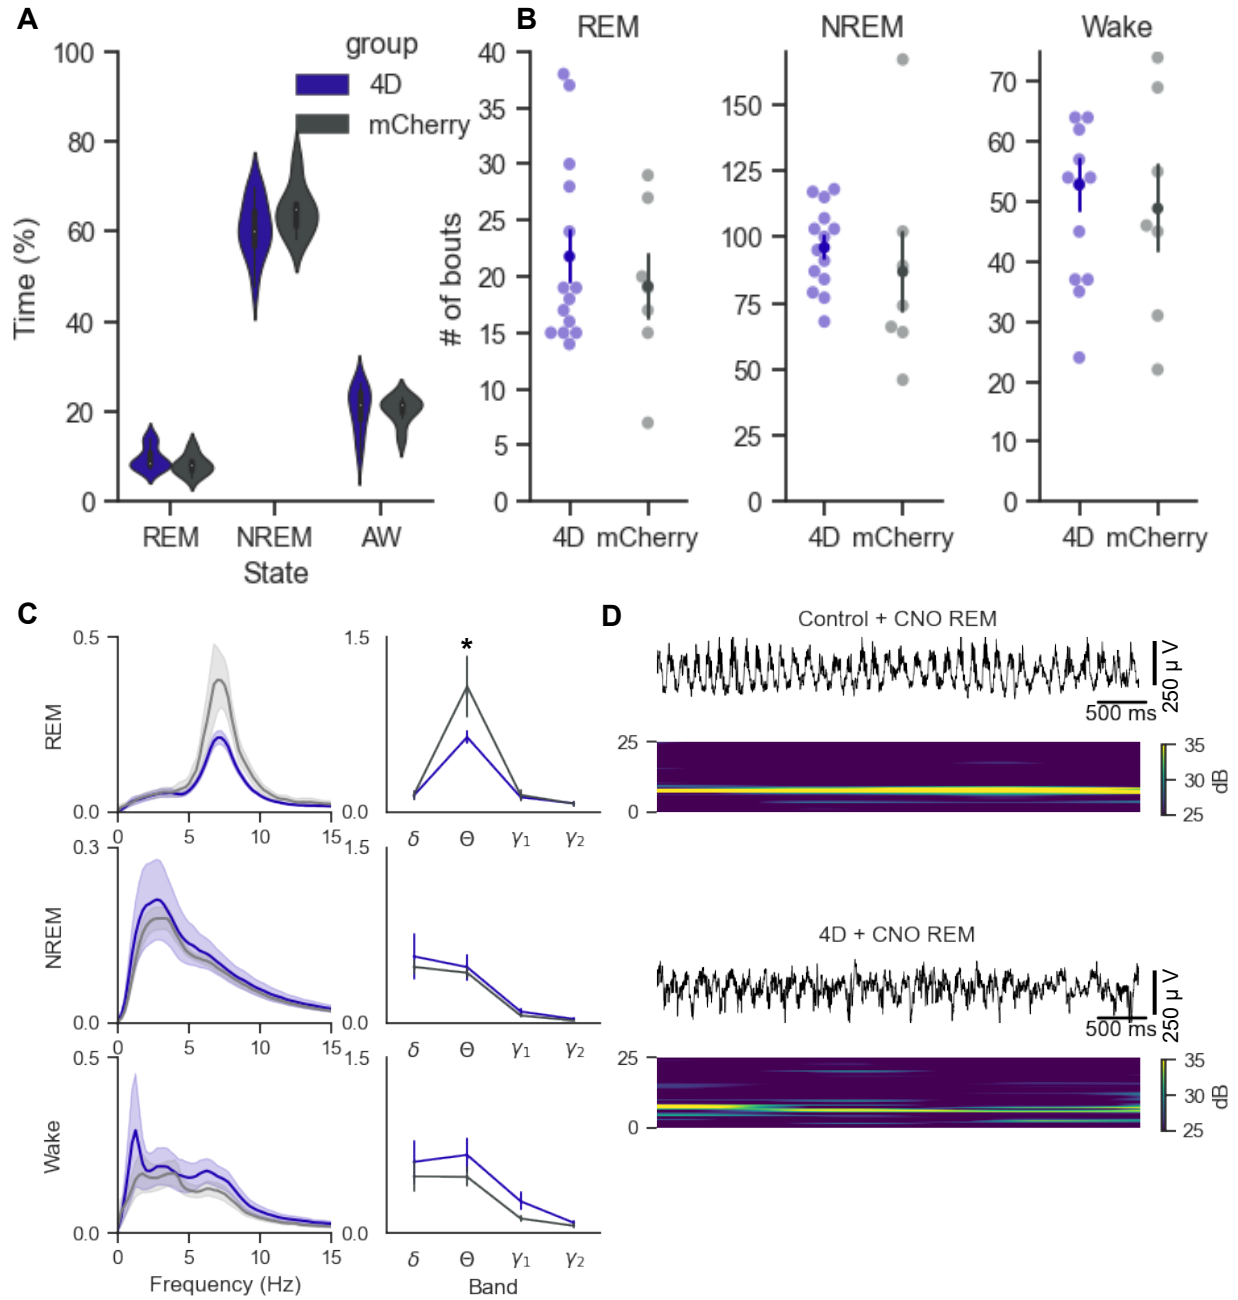 A
group
4D
mCherry
100
80
60
40
20
0
Time (%)
REM NREM AW
State
B
REM NREM Wake
# of bouts
40
35
30
25
20
15
10
5
0
4D mCherry
150
125
100
75
50
25
0
4D mCherry
70
60
50
40
30
20
10
0
4D mCherry
C
REM
0.5
0.0
0 5 10 15
1.5
*
0.0
δ Θ γ1 γ2
NREM
0.3
0.0
0 5 10 15
1.5
0.0
δ Θ γ1 γ2
Wake
0.5
0.0
0 5 10 15
Frequency (Hz)
1.5
0.0
δ Θ γ1 γ2
Band
D
Control + CNO REM
250 µ V
500 ms
25
0
35
30
25
dB
4D + CNO REM
250 µ V
500 ms
25
0
35
30
25
dB